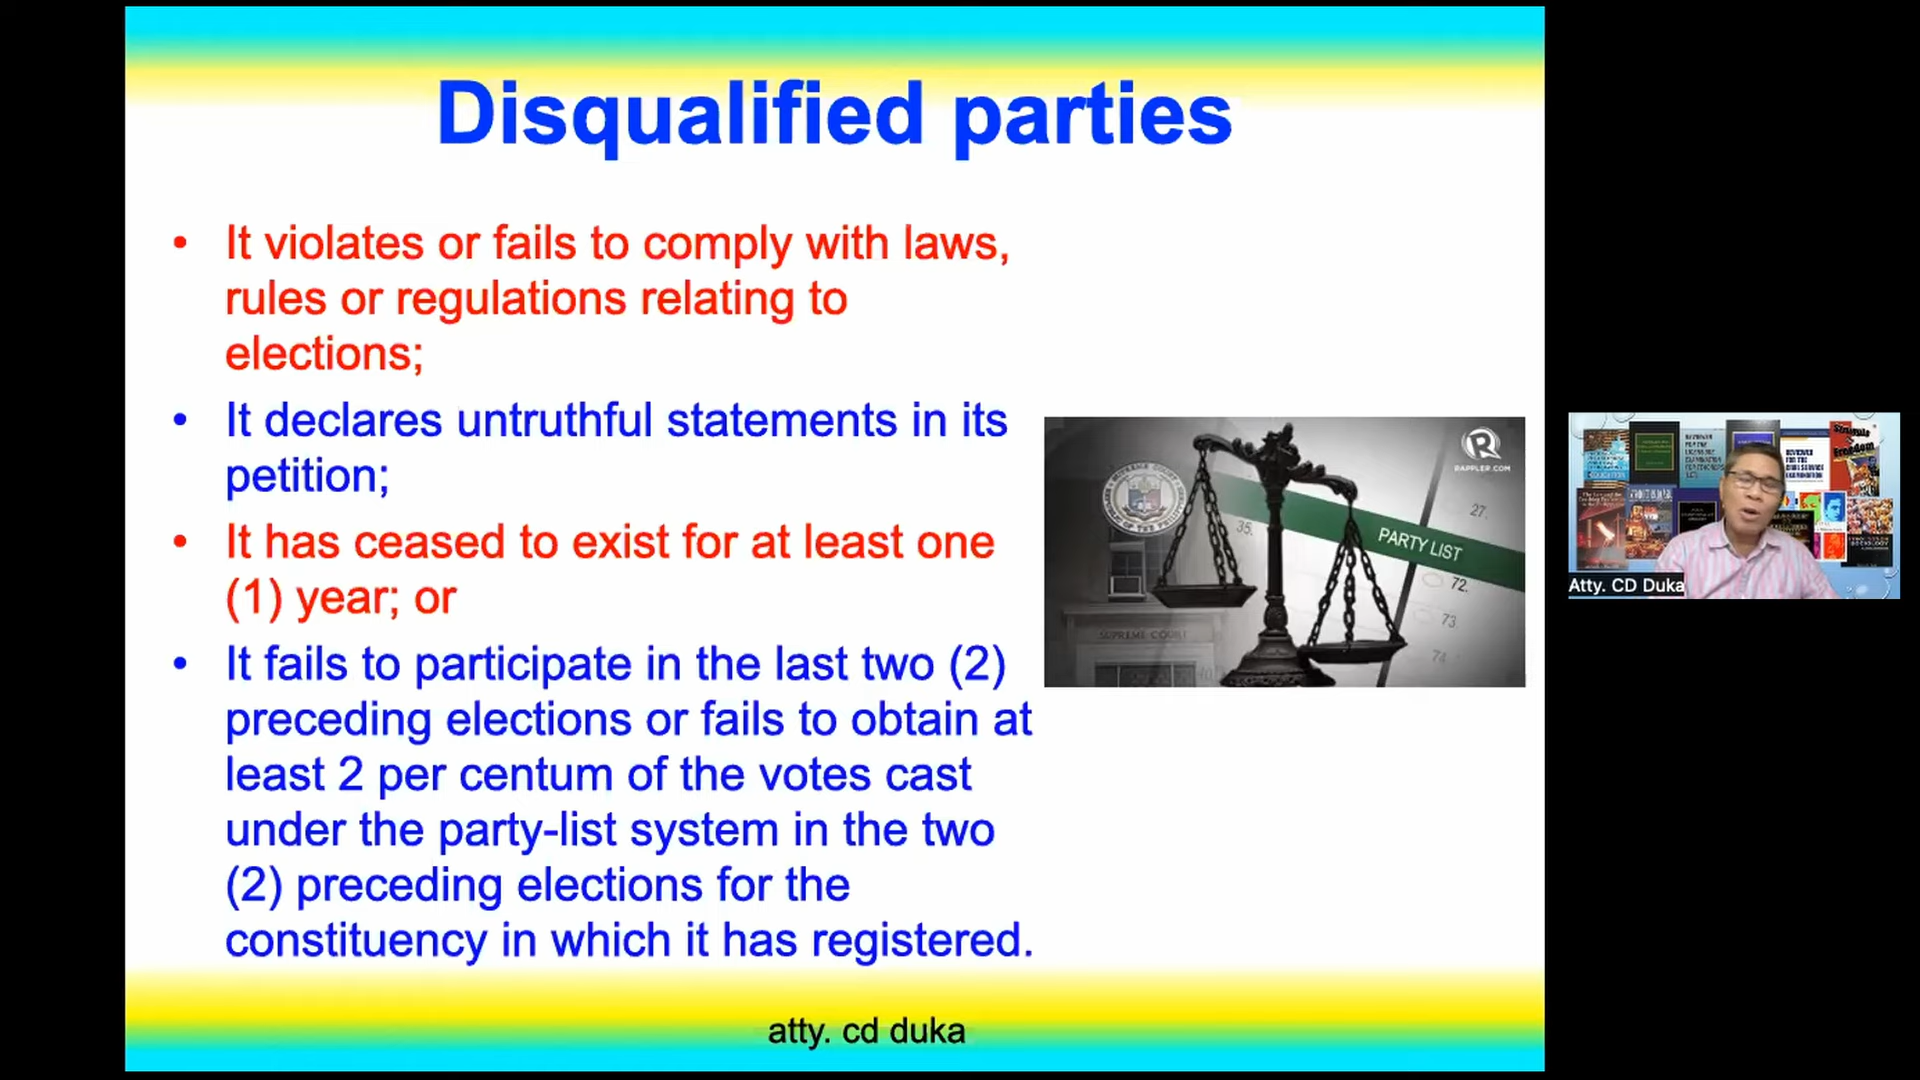 Disqualified parties
• It violates or fails to comply with laws,
rules or regulations relating to
elections;
• It declares untruthful statements in its
petition;
• It has ceased to exist for at least one
(1) year; or
• It fails to participate in the last two (2)
preceding elections or fails to obtain at
least 2 per centum of the votes cast
under the party-list system in the two
(2) preceding elections for the
constituency in which it has registered.
RAPPLER.COM
PARTY LIST
27.
35.
72.
73.
74
SUPREME COURT
Atty. CD Duka
atty. cd duka